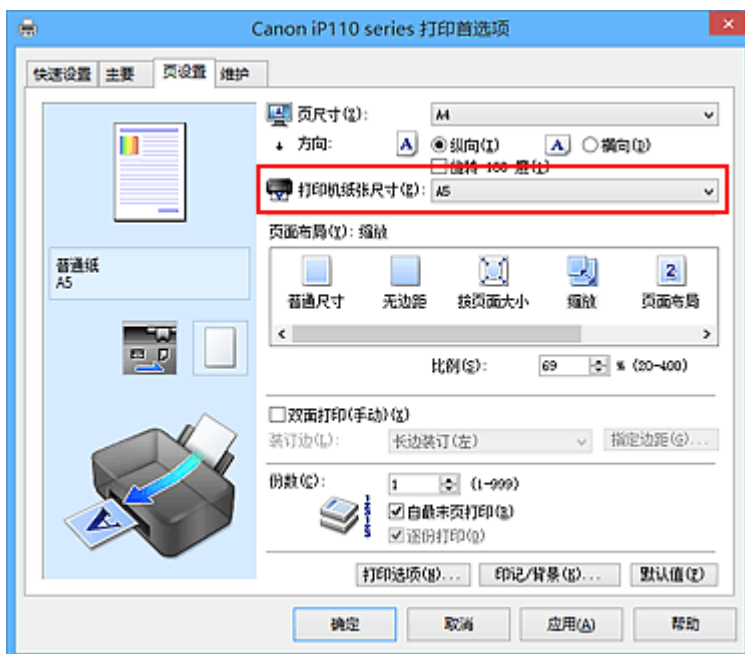 Canon iP110 series 打印首选项
快速设置 主要 页设置 维护
页尺寸(Z): A4
方向: A 纵向(I) A 横向(D)
打印机纸张尺寸(E): A5
页面布局(Y): 缩放
普通纸
A5
2
普通尺寸 无边距 按页面大小 缩放 页面布局
比例(S): 69 % (20-400)
双面打印(手动)(X)
装订边(L): 长边装订(左) 指定边距(G)...
份数(C): 1 (1-999)
自最末页打印(R)
逐份打印(O)
打印选项(H)... 印记/背景(K)... 默认值(F)
确定 取消 应用(A) 帮助